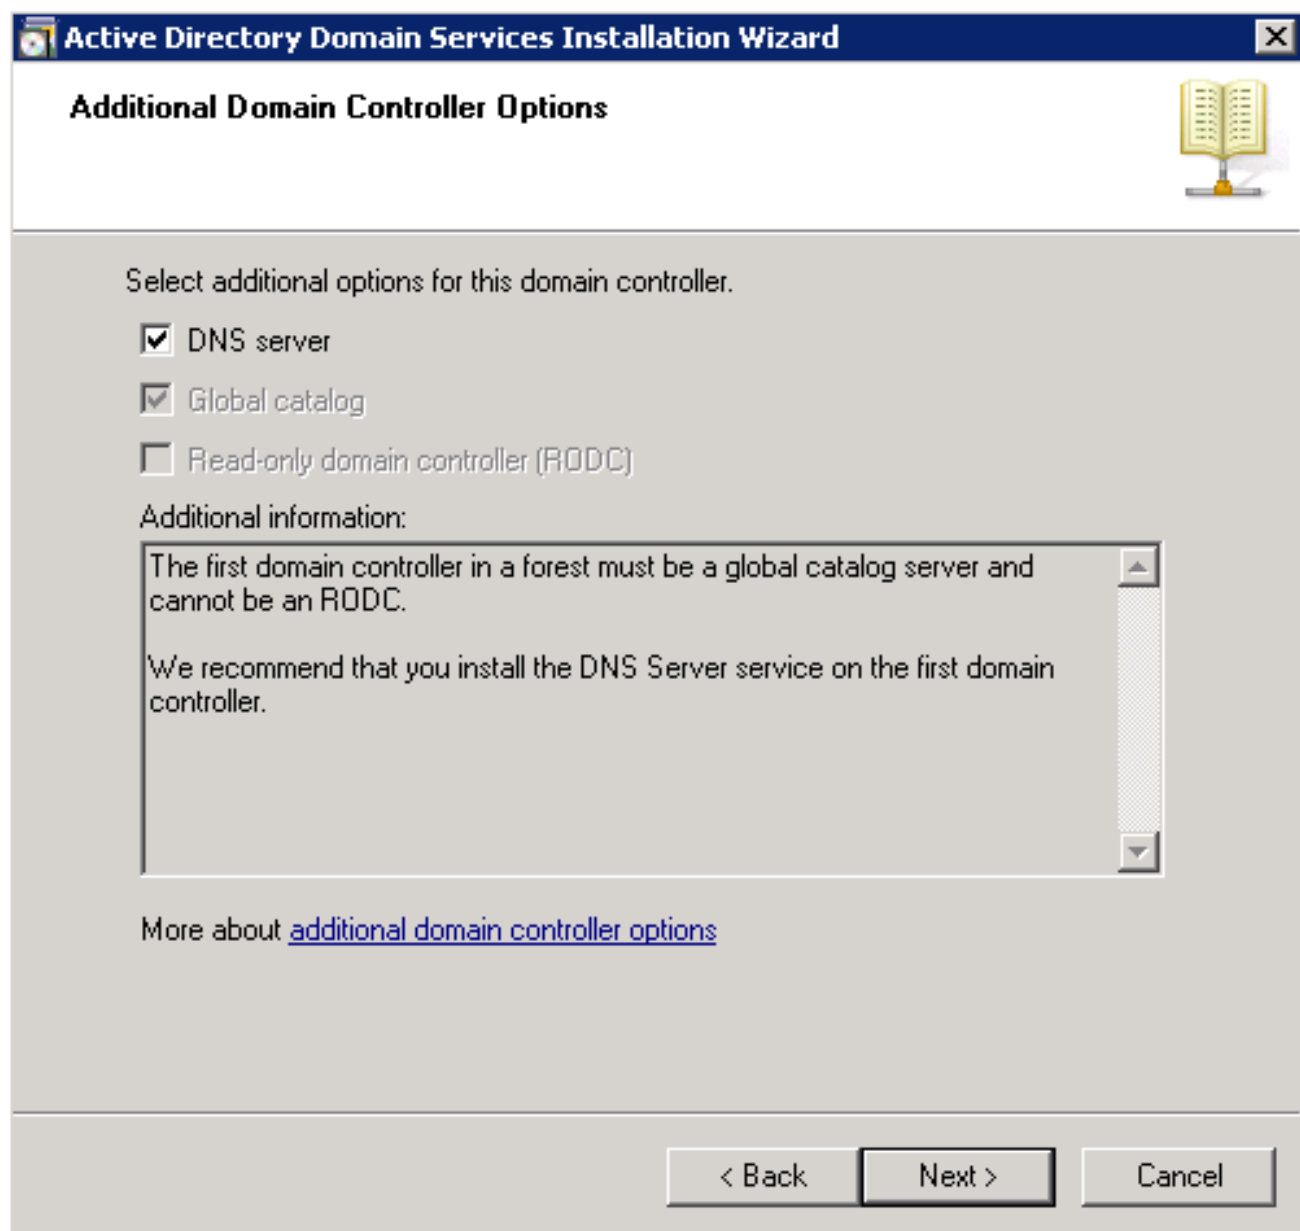 Active Directory Domain Services Installation Wizard
Additional Domain Controller Options
Select additional options for this domain controller.
DNS server
Global catalog
Read-only domain controller (RODC)
Additional information:
The first domain controller in a forest must be a global catalog server and
cannot be an RODC.
We recommend that you install the DNS Server service on the first domain
controller.
More about additional domain controller options
< Back
Next >
Cancel